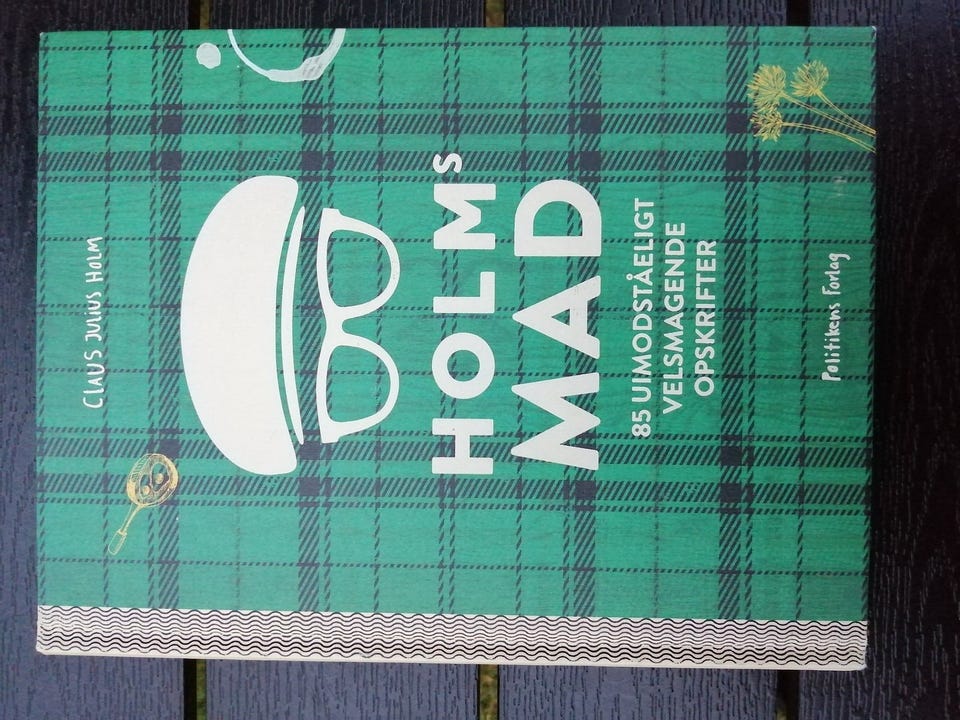 CLAUS JULIUS HOLM
HOLMS
MAD
85 UIMODSTÅELIGT
VELSMAGENDE
OPSKRIFTER
Politikens Forlag